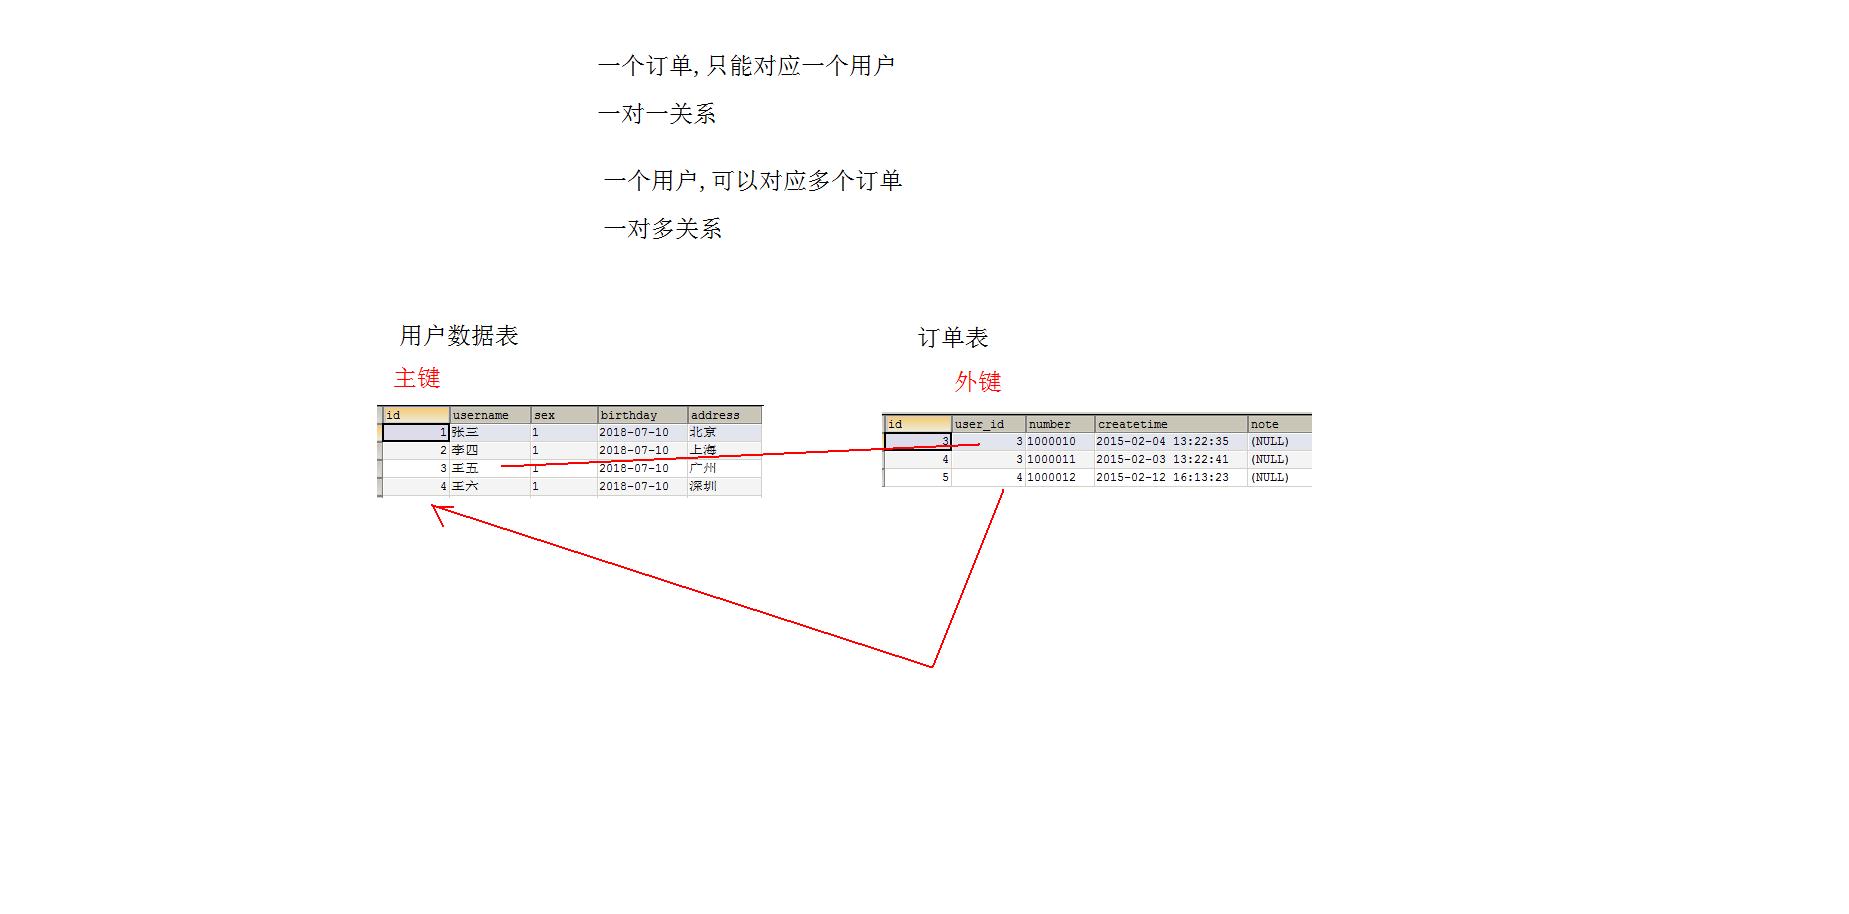 一个订单,只能对应一个用户
一对一关系
一个用户,可以对应多个订单
一对多关系
用户数据表
主键
id username sex birthday address
1 张三 1 2018-07-10 北京
2 李四 1 2018-07-10 上海
3 王五 1 2018-07-10 广州
4 王六 1 2018-07-10 深圳
订单表
外键
id user_id number createtime note
3 3 1000010 2015-02-04 13:22:35 (NULL)
4 3 1000011 2015-02-03 13:22:41 (NULL)
5 4 1000012 2015-02-12 16:13:23 (NULL)